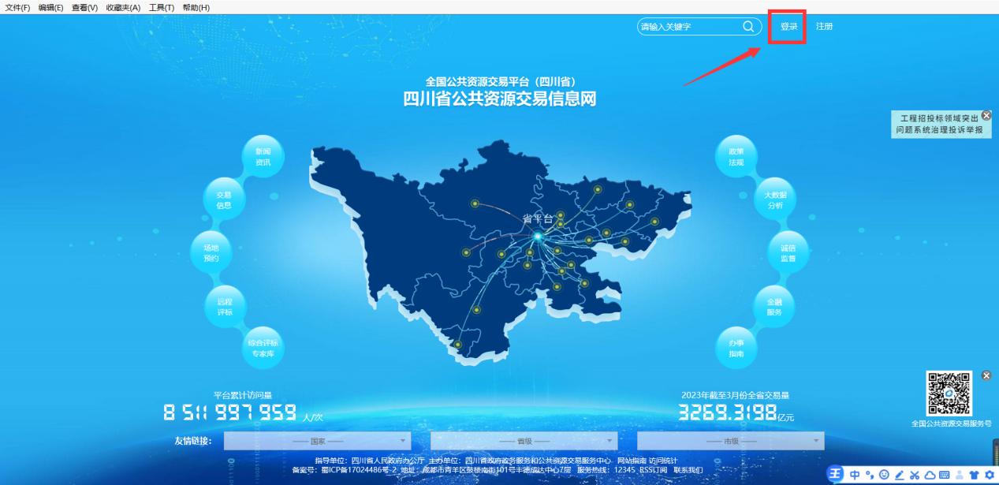 文件(F) 编辑(E) 查看(V) 收藏夹(A) 工具(T) 帮助(H)
请输入关键字
登录
注册
全国公共资源交易平台（四川省）
四川省公共资源交易信息网
工程招投标领域突出
问题系统治理投诉举报
新闻
资讯
交易
信息
场地
预约
远程
评标
综合评标
专家库
省平台
政策
法规
大数据
分析
诚信
监督
金融
服务
办事
指南
平台累计访问量
8 511 997 959 人/次
2023年截至3月份全省交易量
3269.3198亿元
全国公共资源交易服务号
友情链接：
—— 国家 ——
—— 省级 ——
—— 市级 ——
指导单位：四川省人民政府办公厅 主办单位：四川省政府政务服务和公共资源交易服务中心 网站指南 访问统计
备案号：蜀ICP备17024486号-2 地址：成都市青羊区鼓楼南街101号丰德成达中心7层 服务热线：12345 RSS订阅 联系我们
王 中